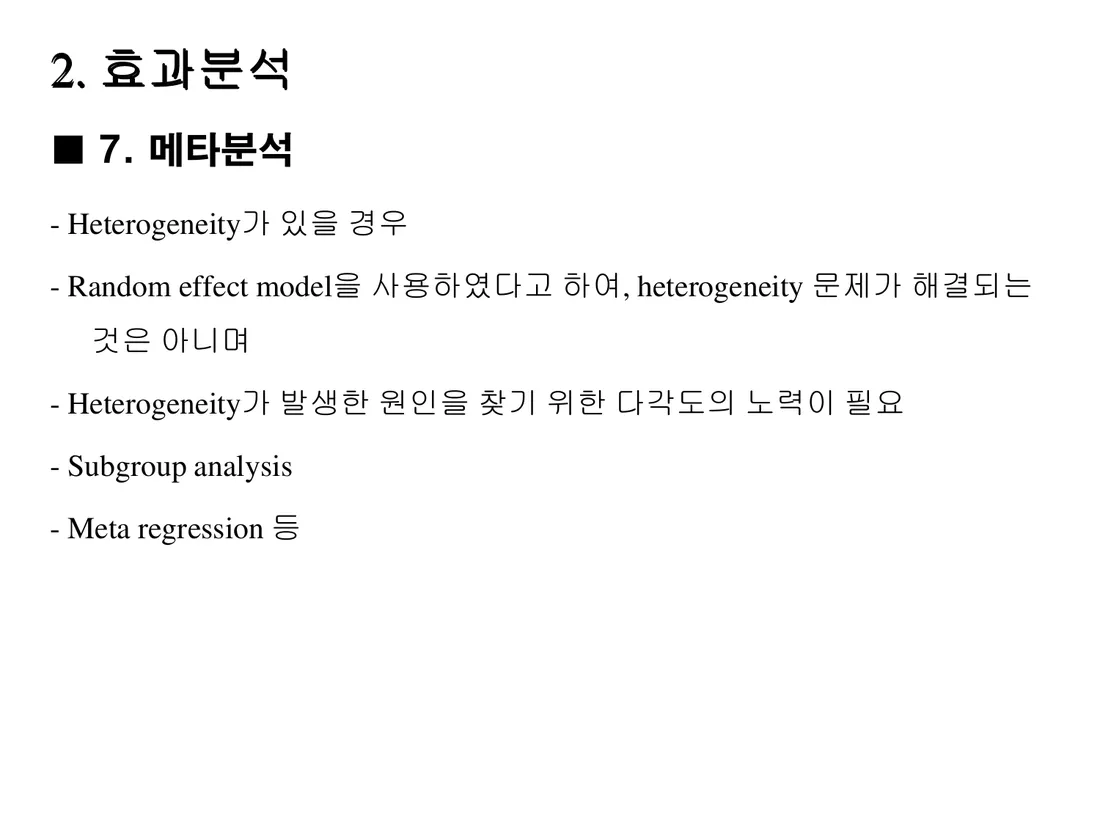 2. 효과분석
■ 7. 메타분석
- Heterogeneity가 있을 경우
- Random effect model을 사용하였다고 하여, heterogeneity 문제가 해결되는
것은 아니며
- Heterogeneity가 발생한 원인을 찾기 위한 다각도의 노력이 필요
- Subgroup analysis
- Meta regression 등